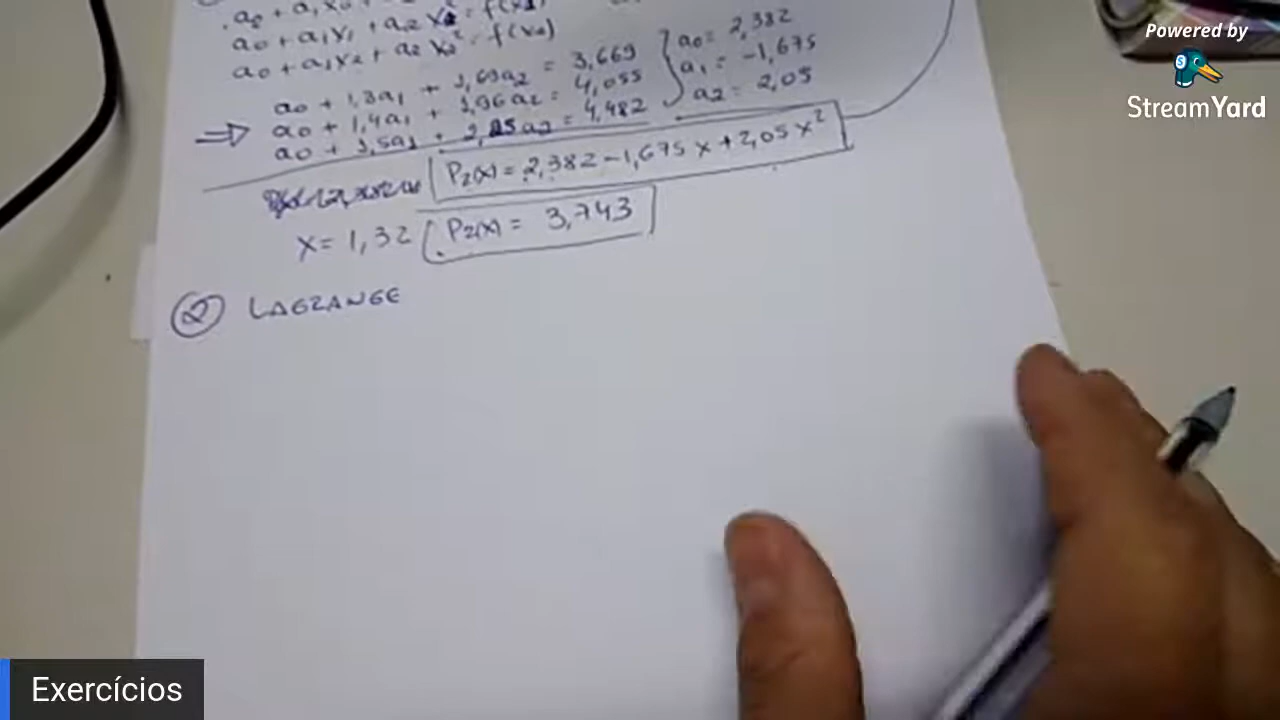 a₀ + a₁x₀
a₀ + a₁x₁ + a₂x₁² = f(x₁)
a₀ + a₁x₂ + a₂x₂² = f(x₂)
a₀ + 1,3a₁ + 1,69a₂ = 3,669
a₀ + 1,4a₁ + 1,96a₂ = 4,055
a₀ + 1,5a₁ + 2,25a₂ = 4,482
a₀ = 2,382
a₁ = -1,675
a₂ = 2,05
P₂(x) = 2,382 - 1,675x + 2,05x²
x = 1,32 P₂(x) = 3,743
② LAGRANGE
Powered by
StreamYard
Exercícios